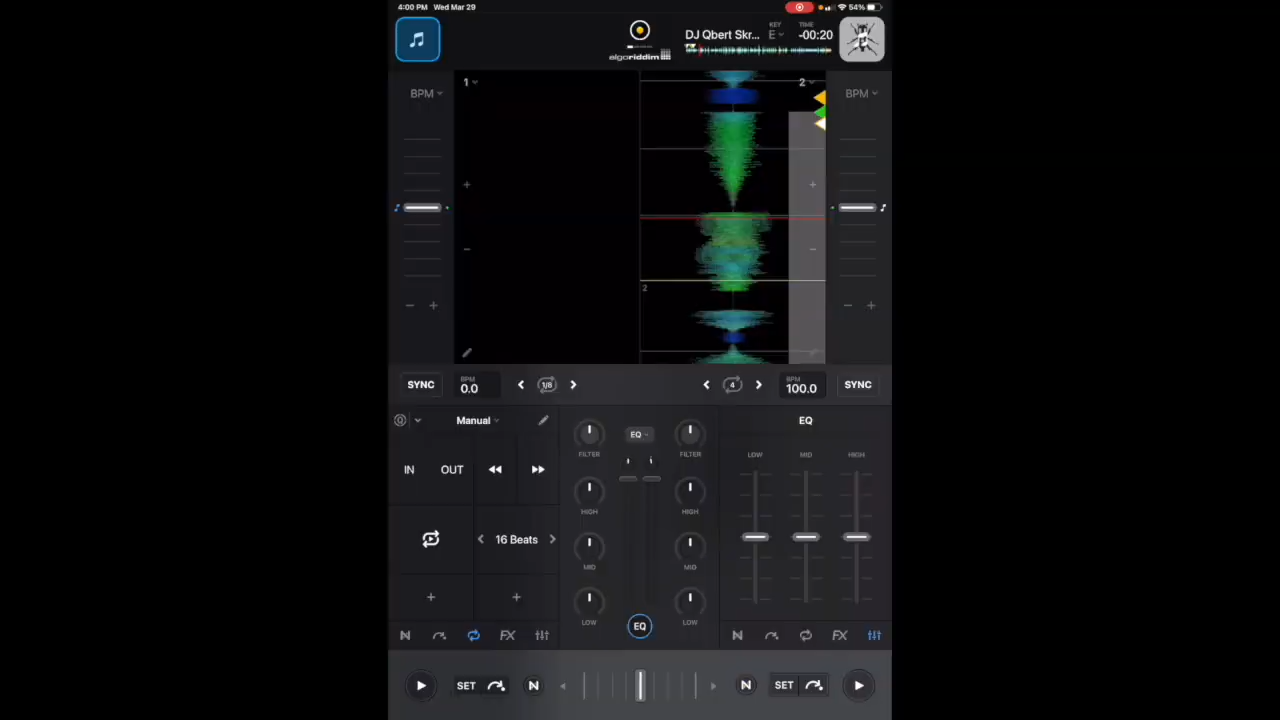 4:00 PM Wed Mar 29
54%
algoriddim
DJ Qbert Skr...
KEY
E
TIME
-00:20
1
2
BPM
BPM
2
SYNC
BPM
0.0
1/8
4
BPM
100.0
SYNC
Manual
EQ
EQ
IN
OUT
16 Beats
FILTER
HIGH
MID
LOW
FILTER
HIGH
MID
LOW
EQ
LOW
MID
HIGH
FX
FX
SET
SET